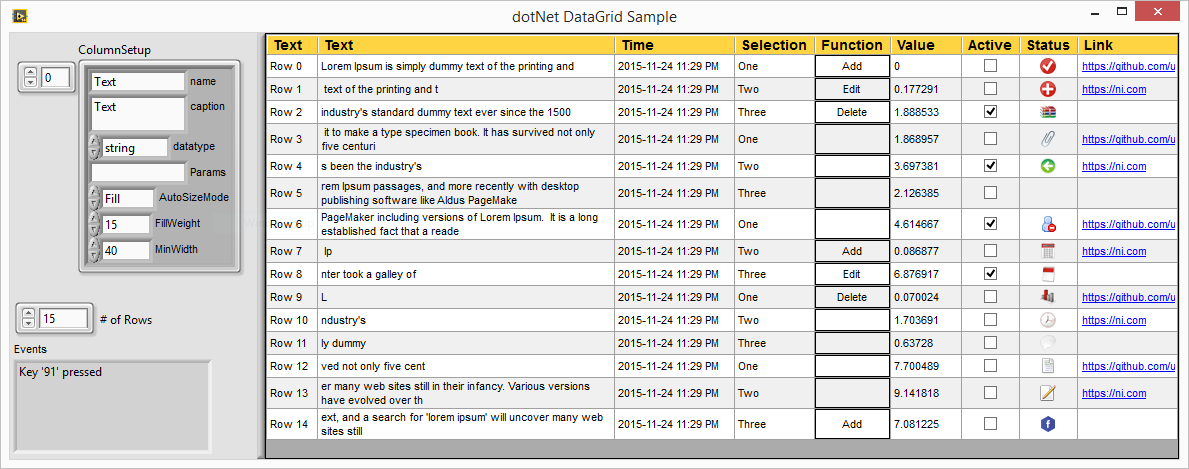 dotNet DataGrid Sample
ColumnSetup
0
Text name
Text caption
string datatype
Params
Fill AutoSizeMode
15 FillWeight
40 MinWidth
15 # of Rows
Events
Key '91' pressed
Text Text Time Selection Function Value Active Status Link
Row 0 Lorem Ipsum is simply dummy text of the printing and 2015-11-24 11:29 PM One Add 0 https://github.com/u
Row 1 text of the printing and t 2015-11-24 11:29 PM Two Edit 0.177291 https://ni.com
Row 2 industry's standard dummy text ever since the 1500 2015-11-24 11:29 PM Three Delete 1.888533
Row 3 it to make a type specimen book. It has survived not only 2015-11-24 11:29 PM One 1.868957 https://github.com/u
five centuri
Row 4 s been the industry's 2015-11-24 11:29 PM Two 3.697381 https://ni.com
Row 5 rem Ipsum passages, and more recently with desktop 2015-11-24 11:29 PM Three 2.126385
publishing software like Aldus PageMake
Row 6 PageMaker including versions of Lorem Ipsum. It is a long 2015-11-24 11:29 PM One 4.614667 https://github.com/u
established fact that a reade
Row 7 Ip 2015-11-24 11:29 PM Two Add 0.086877 https://ni.com
Row 8 nter took a galley of 2015-11-24 11:29 PM Three Edit 6.876917
Row 9 L 2015-11-24 11:29 PM One Delete 0.070024 https://github.com/u
Row 10 ndustry's 2015-11-24 11:29 PM Two 1.703691 https://ni.com
Row 11 ly dummy 2015-11-24 11:29 PM Three 0.63728
Row 12 ved not only five cent 2015-11-24 11:29 PM One 7.700489 https://github.com/u
Row 13 er many web sites still in their infancy. Various versions 2015-11-24 11:29 PM Two 9.141818 https://ni.com
have evolved over th
Row 14 ext, and a search for 'lorem ipsum' will uncover many web 2015-11-24 11:29 PM Three Add 7.081225
sites still